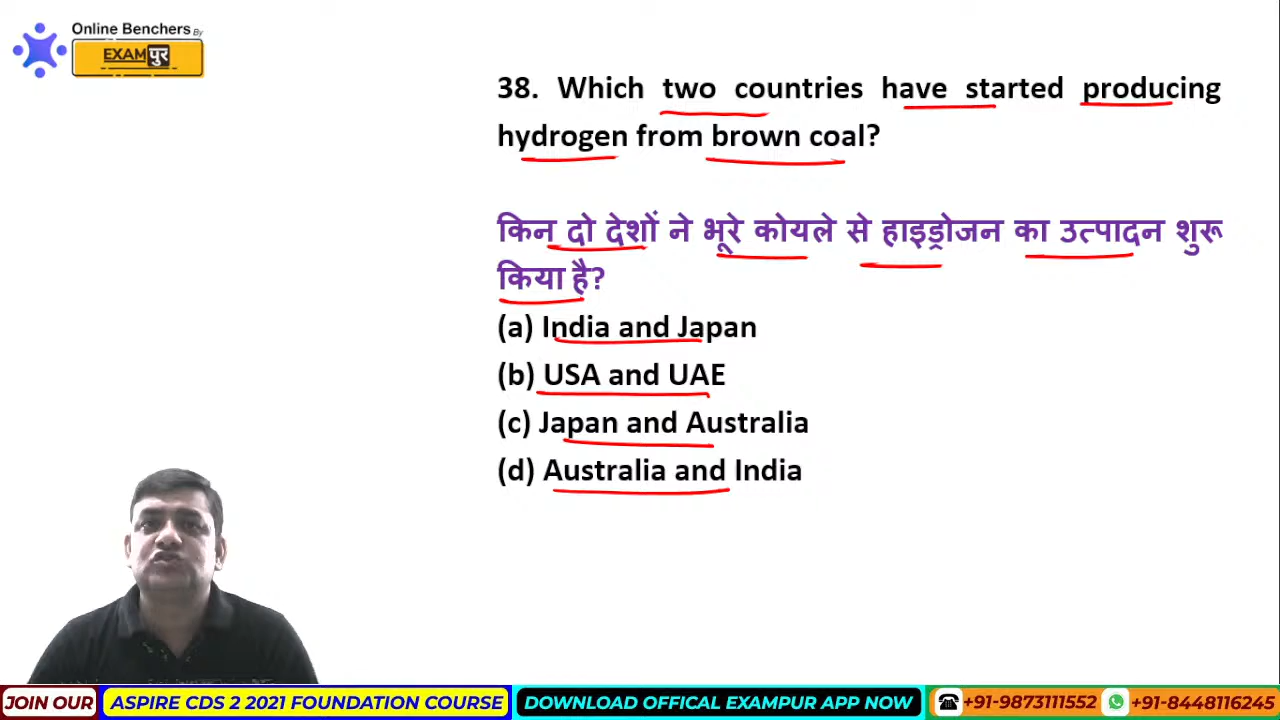 Online Benchers By
EXAMপুर
38. Which two countries have started producing
hydrogen from brown coal?
किन दो देशों ने भूरे कोयले से हाइड्रोजन का उत्पादन शुरू
किया है?
(a) India and Japan
(b) USA and UAE
(c) Japan and Australia
(d) Australia and India
JOIN OUR ASPIRE CDS 2 2021 FOUNDATION COURSE DOWNLOAD OFFICAL EXAMPUR APP NOW +91-9873111552 +91-8448116245